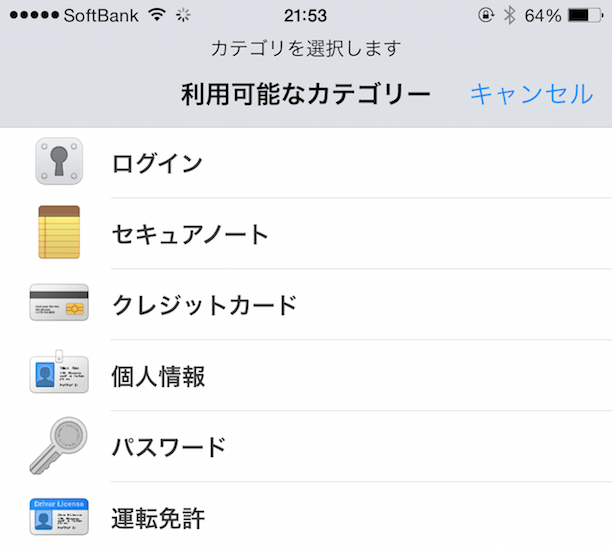 ●●●●● SoftBank 21:53 64%
カテゴリを選択します
利用可能なカテゴリー キャンセル
ログイン
セキュアノート
クレジットカード
個人情報
パスワード
Driver License
運転免許